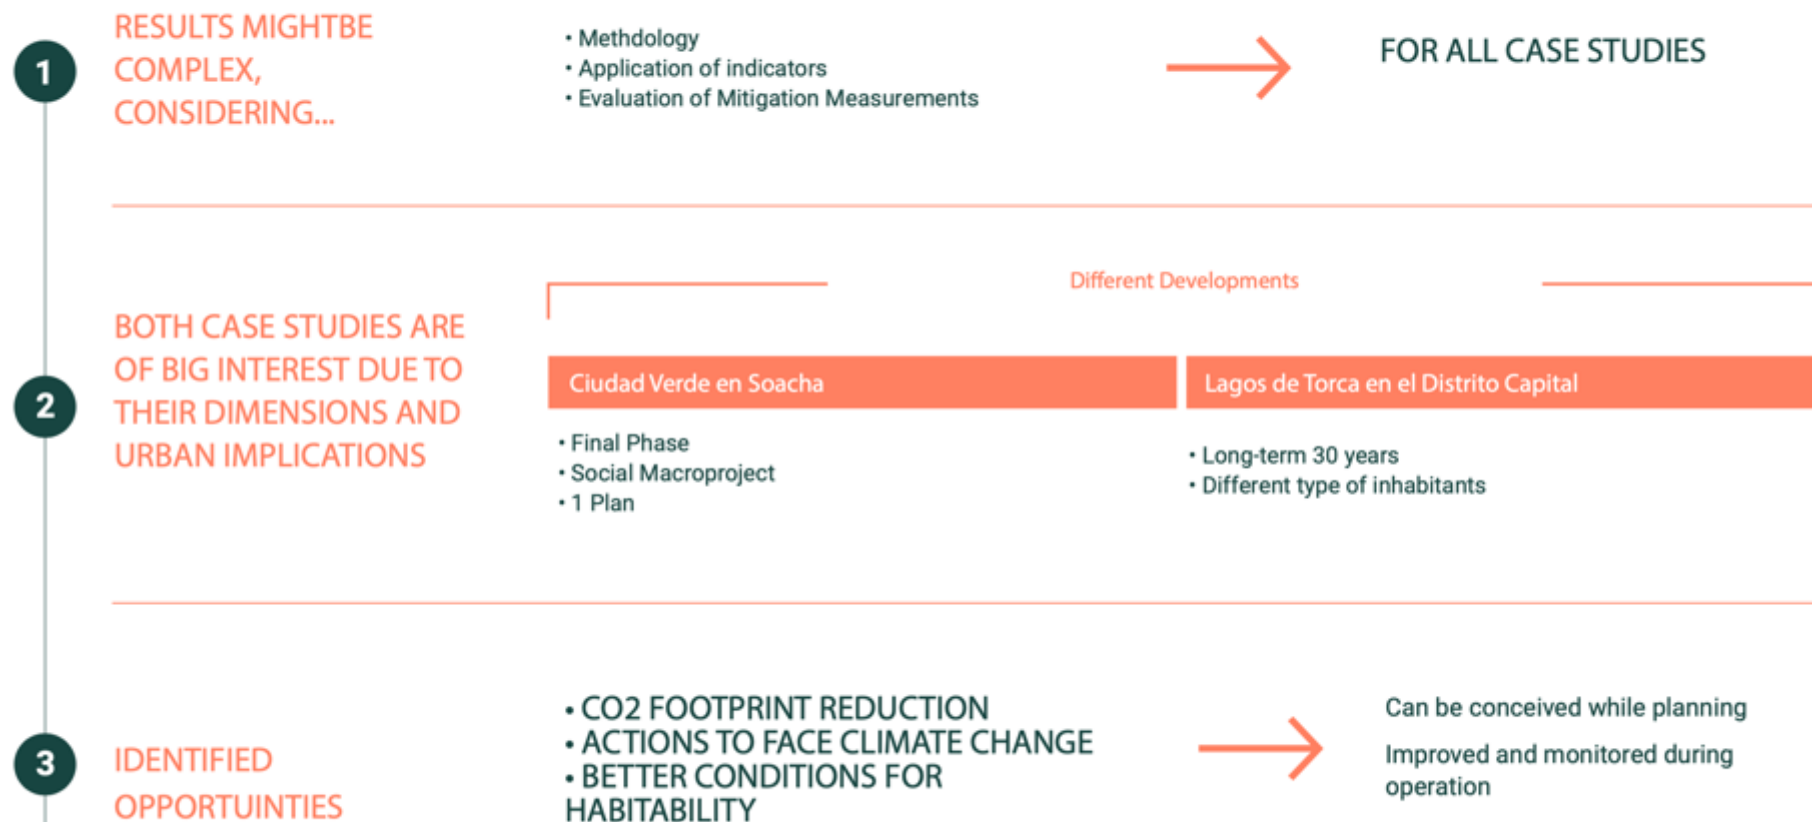 1
RESULTS MIGHTBE
COMPLEX,
CONSIDERING...
• Methdology
• Application of indicators
• Evaluation of Mitigation Measurements
FOR ALL CASE STUDIES
2
BOTH CASE STUDIES ARE
OF BIG INTEREST DUE TO
THEIR DIMENSIONS AND
URBAN IMPLICATIONS
Different Developments
Ciudad Verde en Soacha
• Final Phase
• Social Macroproject
• 1 Plan
Lagos de Torca en el Distrito Capital
• Long-term 30 years
• Different type of inhabitants
3
IDENTIFIED
OPPORTUINTIES
• CO2 FOOTPRINT REDUCTION
• ACTIONS TO FACE CLIMATE CHANGE
• BETTER CONDITIONS FOR
HABITABILITY
Can be conceived while planning
Improved and monitored during
operation